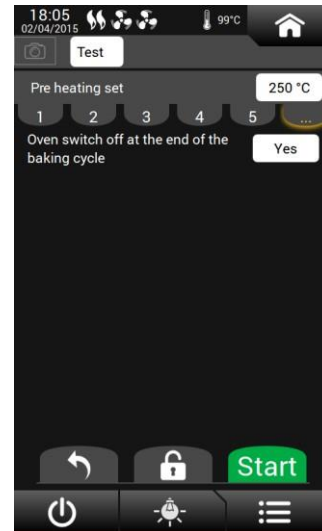 18:05
02/04/2015
99°C
Test
Pre heating set
250 °C
1 2 3 4 5 ...
Oven switch off at the end of the
baking cycle
Yes
Start